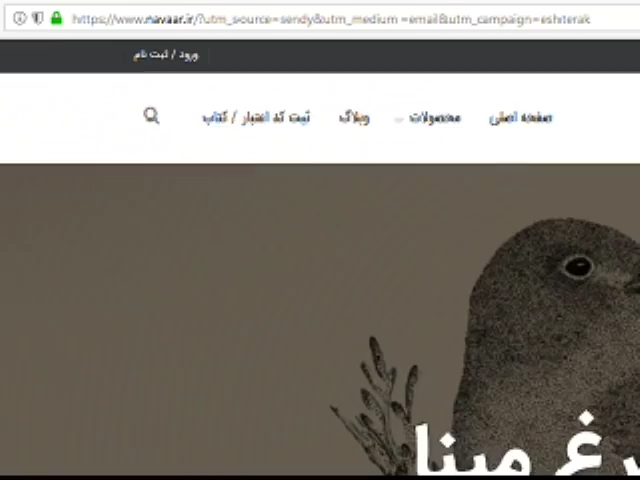 https://www.navaar.ir/?utm_source=sendy&utm_medium=email&utm_campaign=eshterak
ورود / ثبت نام
صفحه اصلی محصولات وبلاگ ثبت کد اعتبار / کتاب
مینا